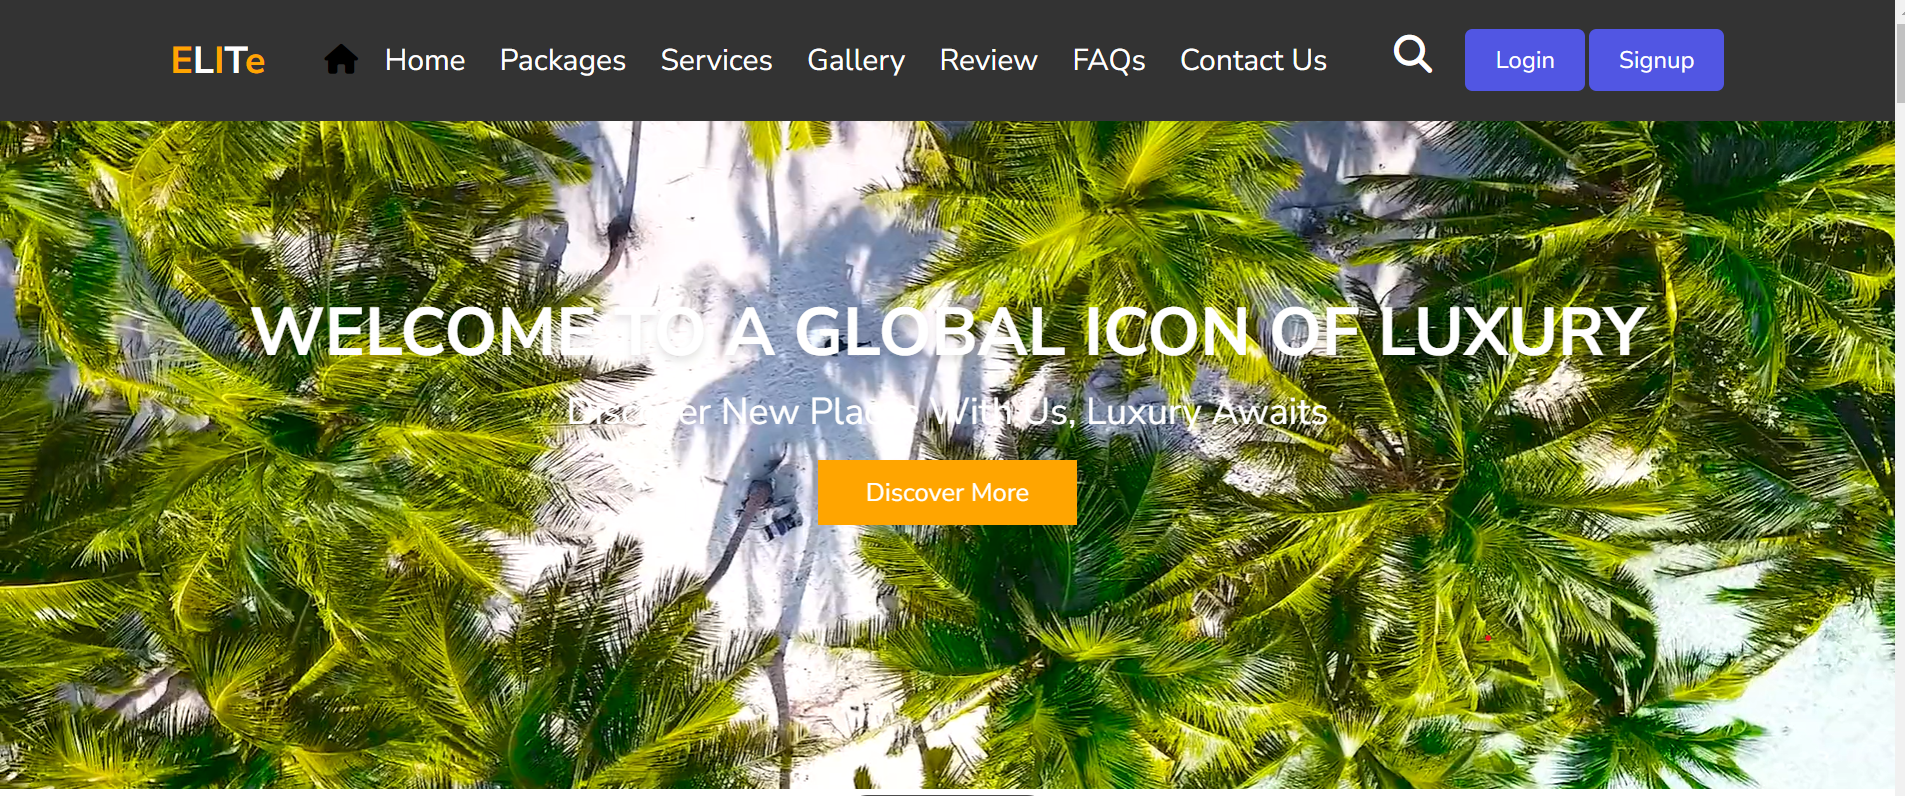 ELITe
Home Packages Services Gallery Review FAQs Contact Us Login Signup
WELCOME TO A GLOBAL ICON OF LUXURY
Discover New Places With Us, Luxury Awaits
Discover More